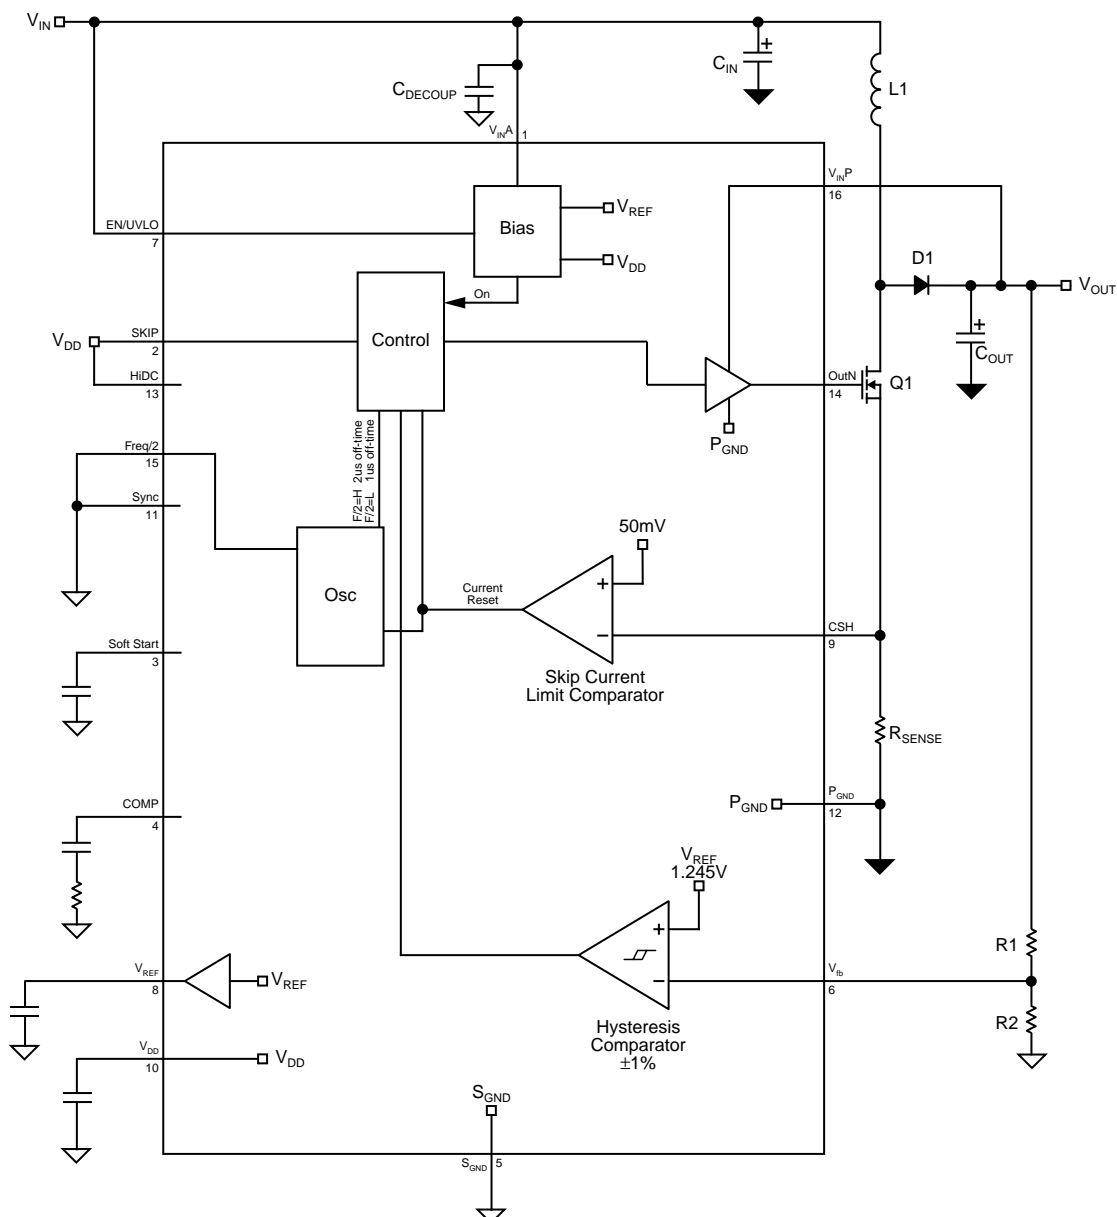 VIN
CDECOUP
CIN
L1
VINA
1
VINP
16
EN/UVLO
7
Bias
VREF
VDD
On
D1
VOUT
COUT
VDD
SKIP
2
HiDC
13
Control
OutN
14
Q1
PGND
Freq/2
15
Sync
11
F/2=H 2us off-time
F/2=L 1us off-time
Osc
50mV
+
−
Current
Reset
Skip Current
Limit Comparator
CSH
9
Soft Start
3
RSENSE
COMP
4
PGND
PGND
12
VREF
1.245V
+
−
Hysteresis
Comparator
±1%
Vfb
6
R1
R2
VREF
8
VREF
VDD
10
VDD
SGND
SGND
5